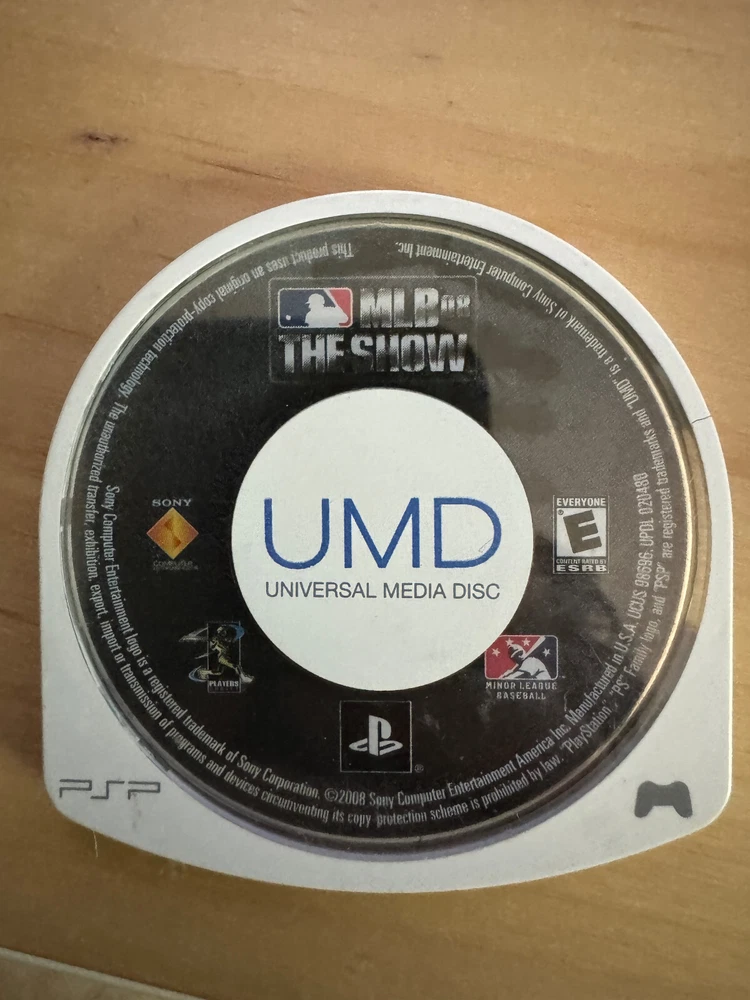 MLB 08
THE SHOW
UMD
UNIVERSAL MEDIA DISC
SONY
COMPUTER
EVERYONE
E
CONTENT RATED BY
ESRB
PLAYERS
MINOR LEAGUE
BASEBALL
®
PSP
This product uses an original copy-protection technology. The unauthorized transfer, exhibition, export, import or transmission of programs and devices circumventing its copy-protection scheme is prohibited by law. "PlayStation", "PS" Family logo, and "PSP" are registered trademarks and "UMD" is a trademark of Sony Computer Entertainment Inc.
Sony Computer Entertainment logo is a registered trademark of Sony Corporation. ©2008 Sony Computer Entertainment America Inc. Manufactured in U.S.A. UCUS 98696. UPDL 020480